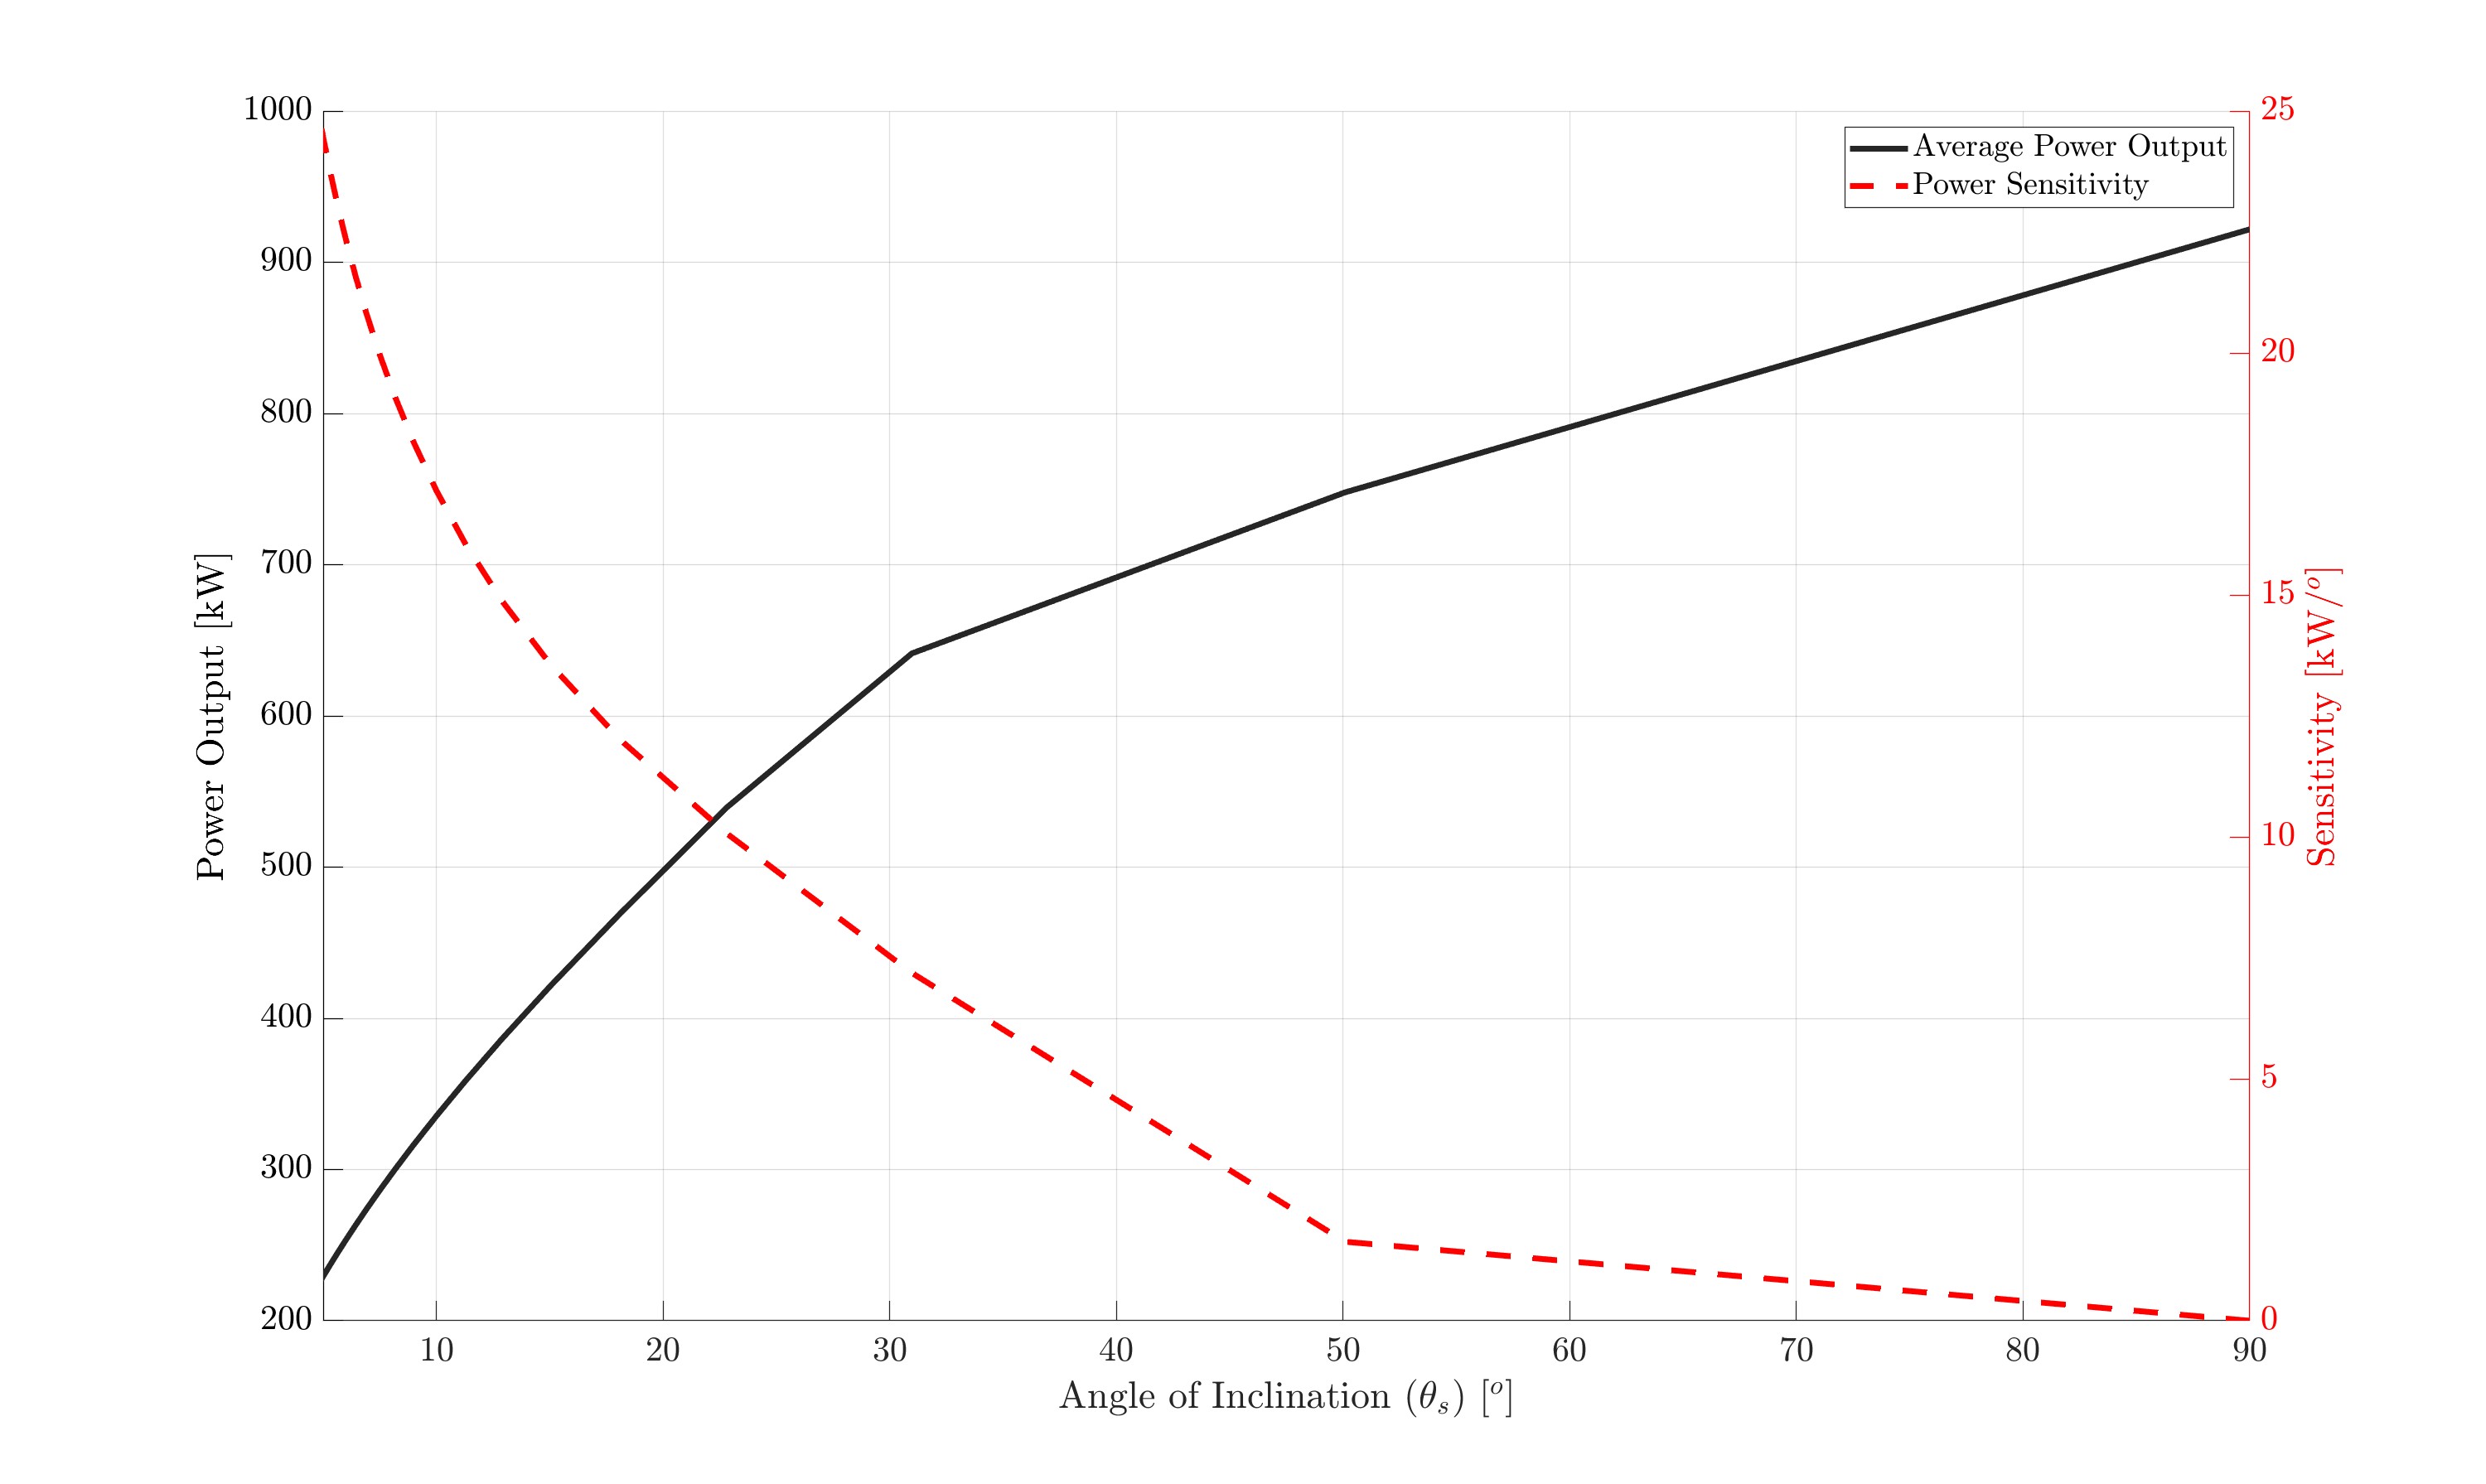 1000
900
800
700
600
500
400
300
200
Power Output [kW]
10 20 30 40 50 60 70 80 90
Angle of Inclination (θs) [o]
25
20
15
10
5
0
Sensitivity [kW/o]
Average Power Output
Power Sensitivity